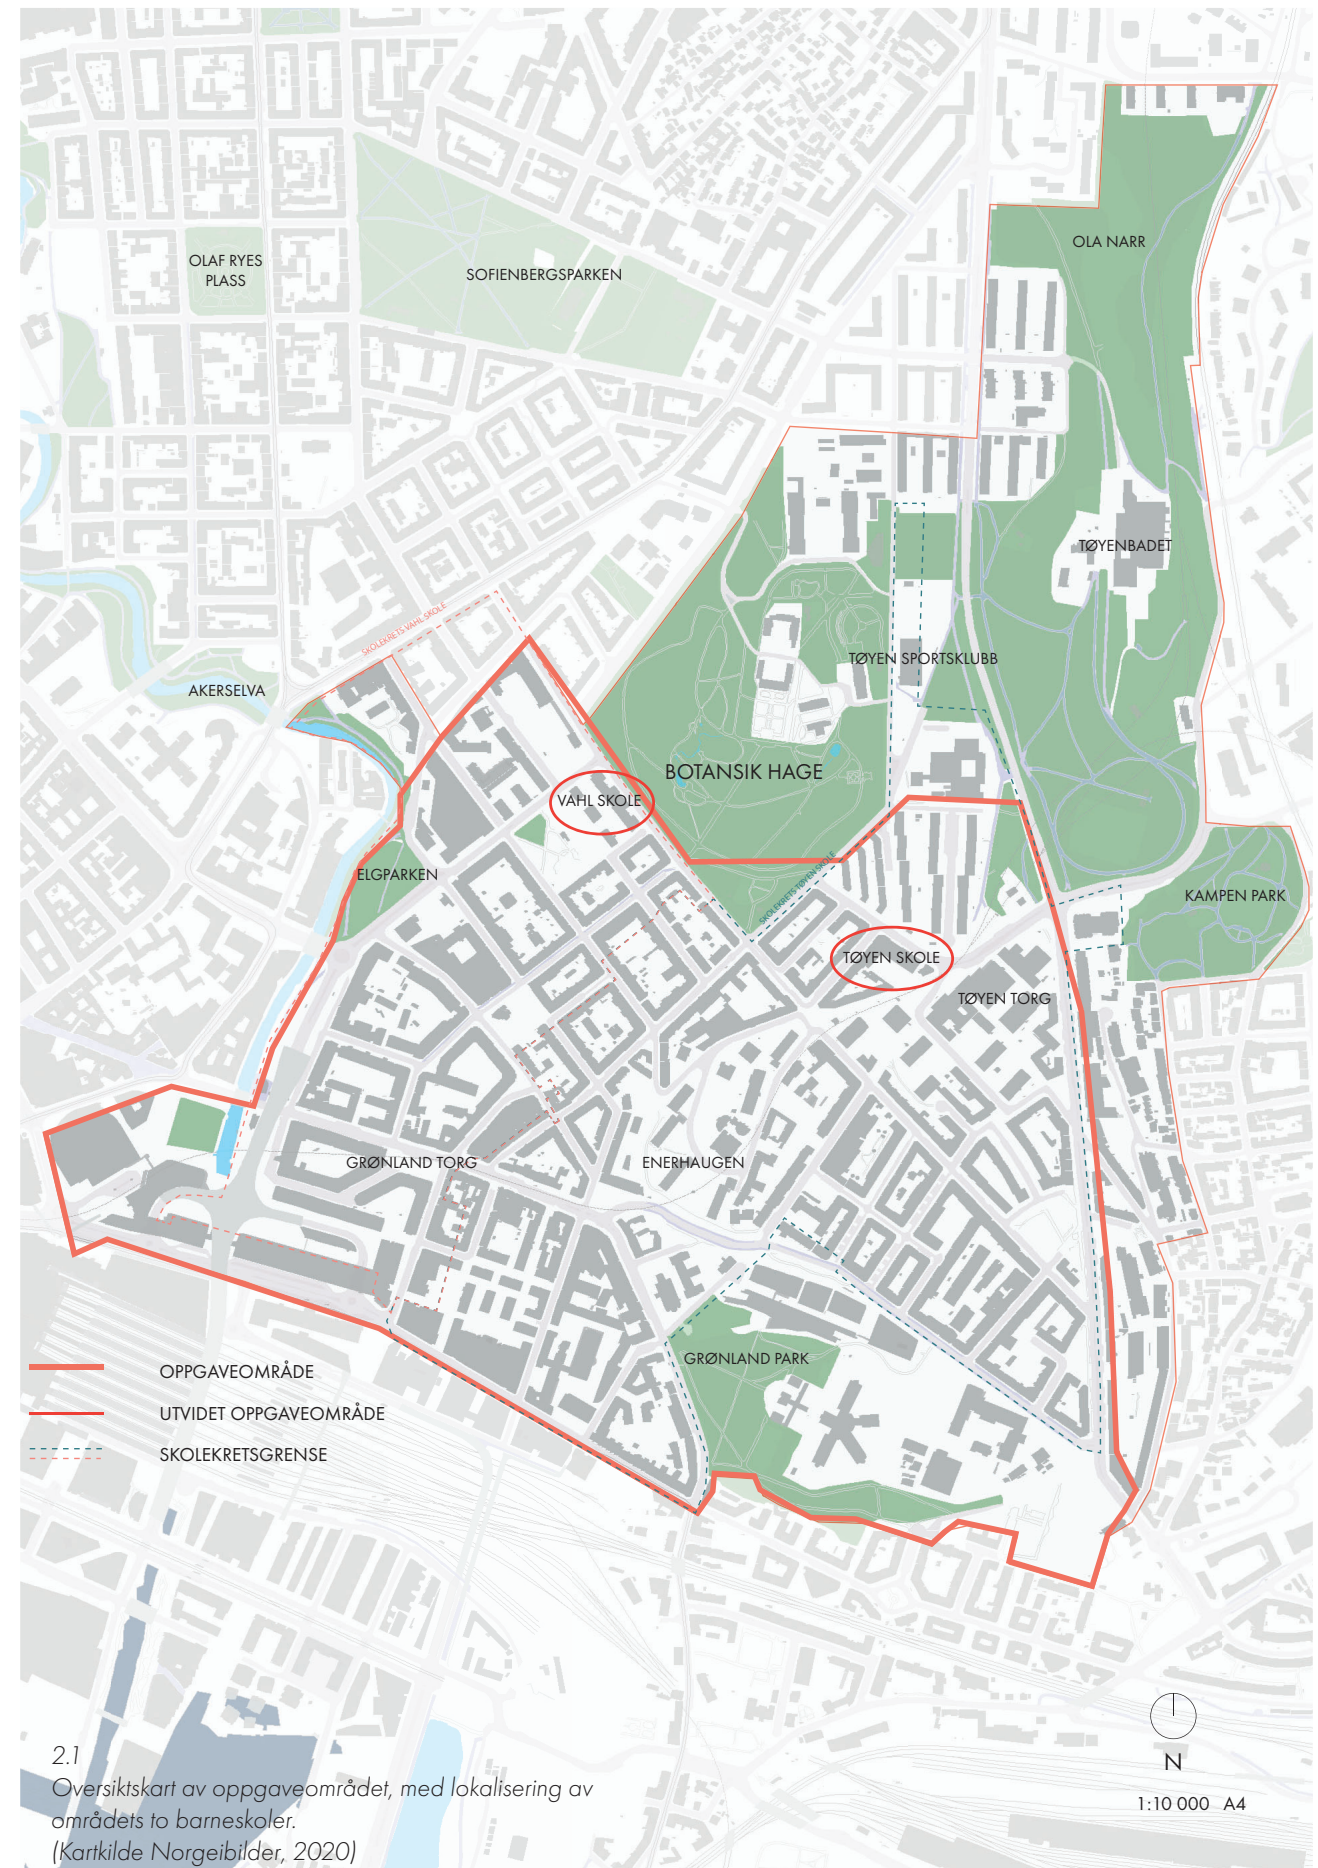 OLA NARR
OLAF RYES
PLASS
SOFIENBERGSPARKEN
TØYENBADET
SKOLEKRETS VAHL SKOLE
TØYEN SPORTSKLUBB
AKERSELVA
BOTANSIK HAGE
VAHL SKOLE
ELGPARKEN
SKOLEKRETS TØYEN SKOLE
KAMPEN PARK
TØYEN SKOLE
TØYEN TORG
GRØNLAND TORG
ENERHAUGEN
GRØNLAND PARK
OPPGAVEOMRÅDE
UTVIDET OPPGAVEOMRÅDE
SKOLEKRETSGRENSE
N
1:10 000 A4
2.1
Oversiktskart av oppgaveområdet, med lokalisering av
områdets to barneskoler.
(Kartkilde Norgeibilder, 2020)